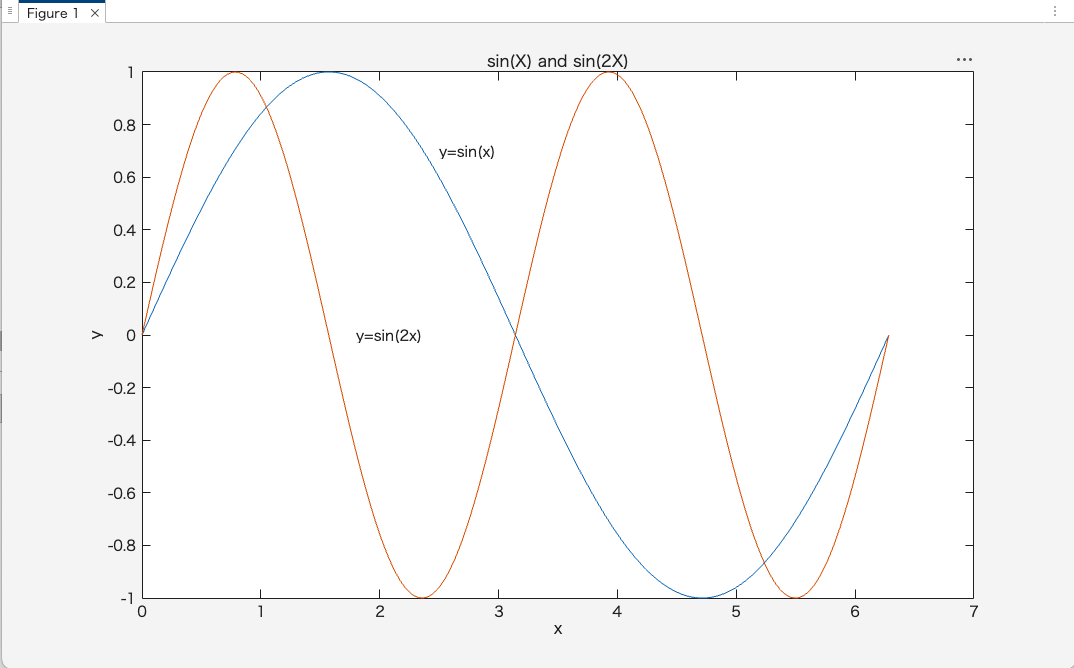 Figure 1
sin(X) and sin(2X)
1
0.8
y=sin(x)
0.6
0.4
0.2
y
0
y=sin(2x)
-0.2
-0.4
-0.6
-0.8
-1
0 1 2 3 4 5 6 7
x